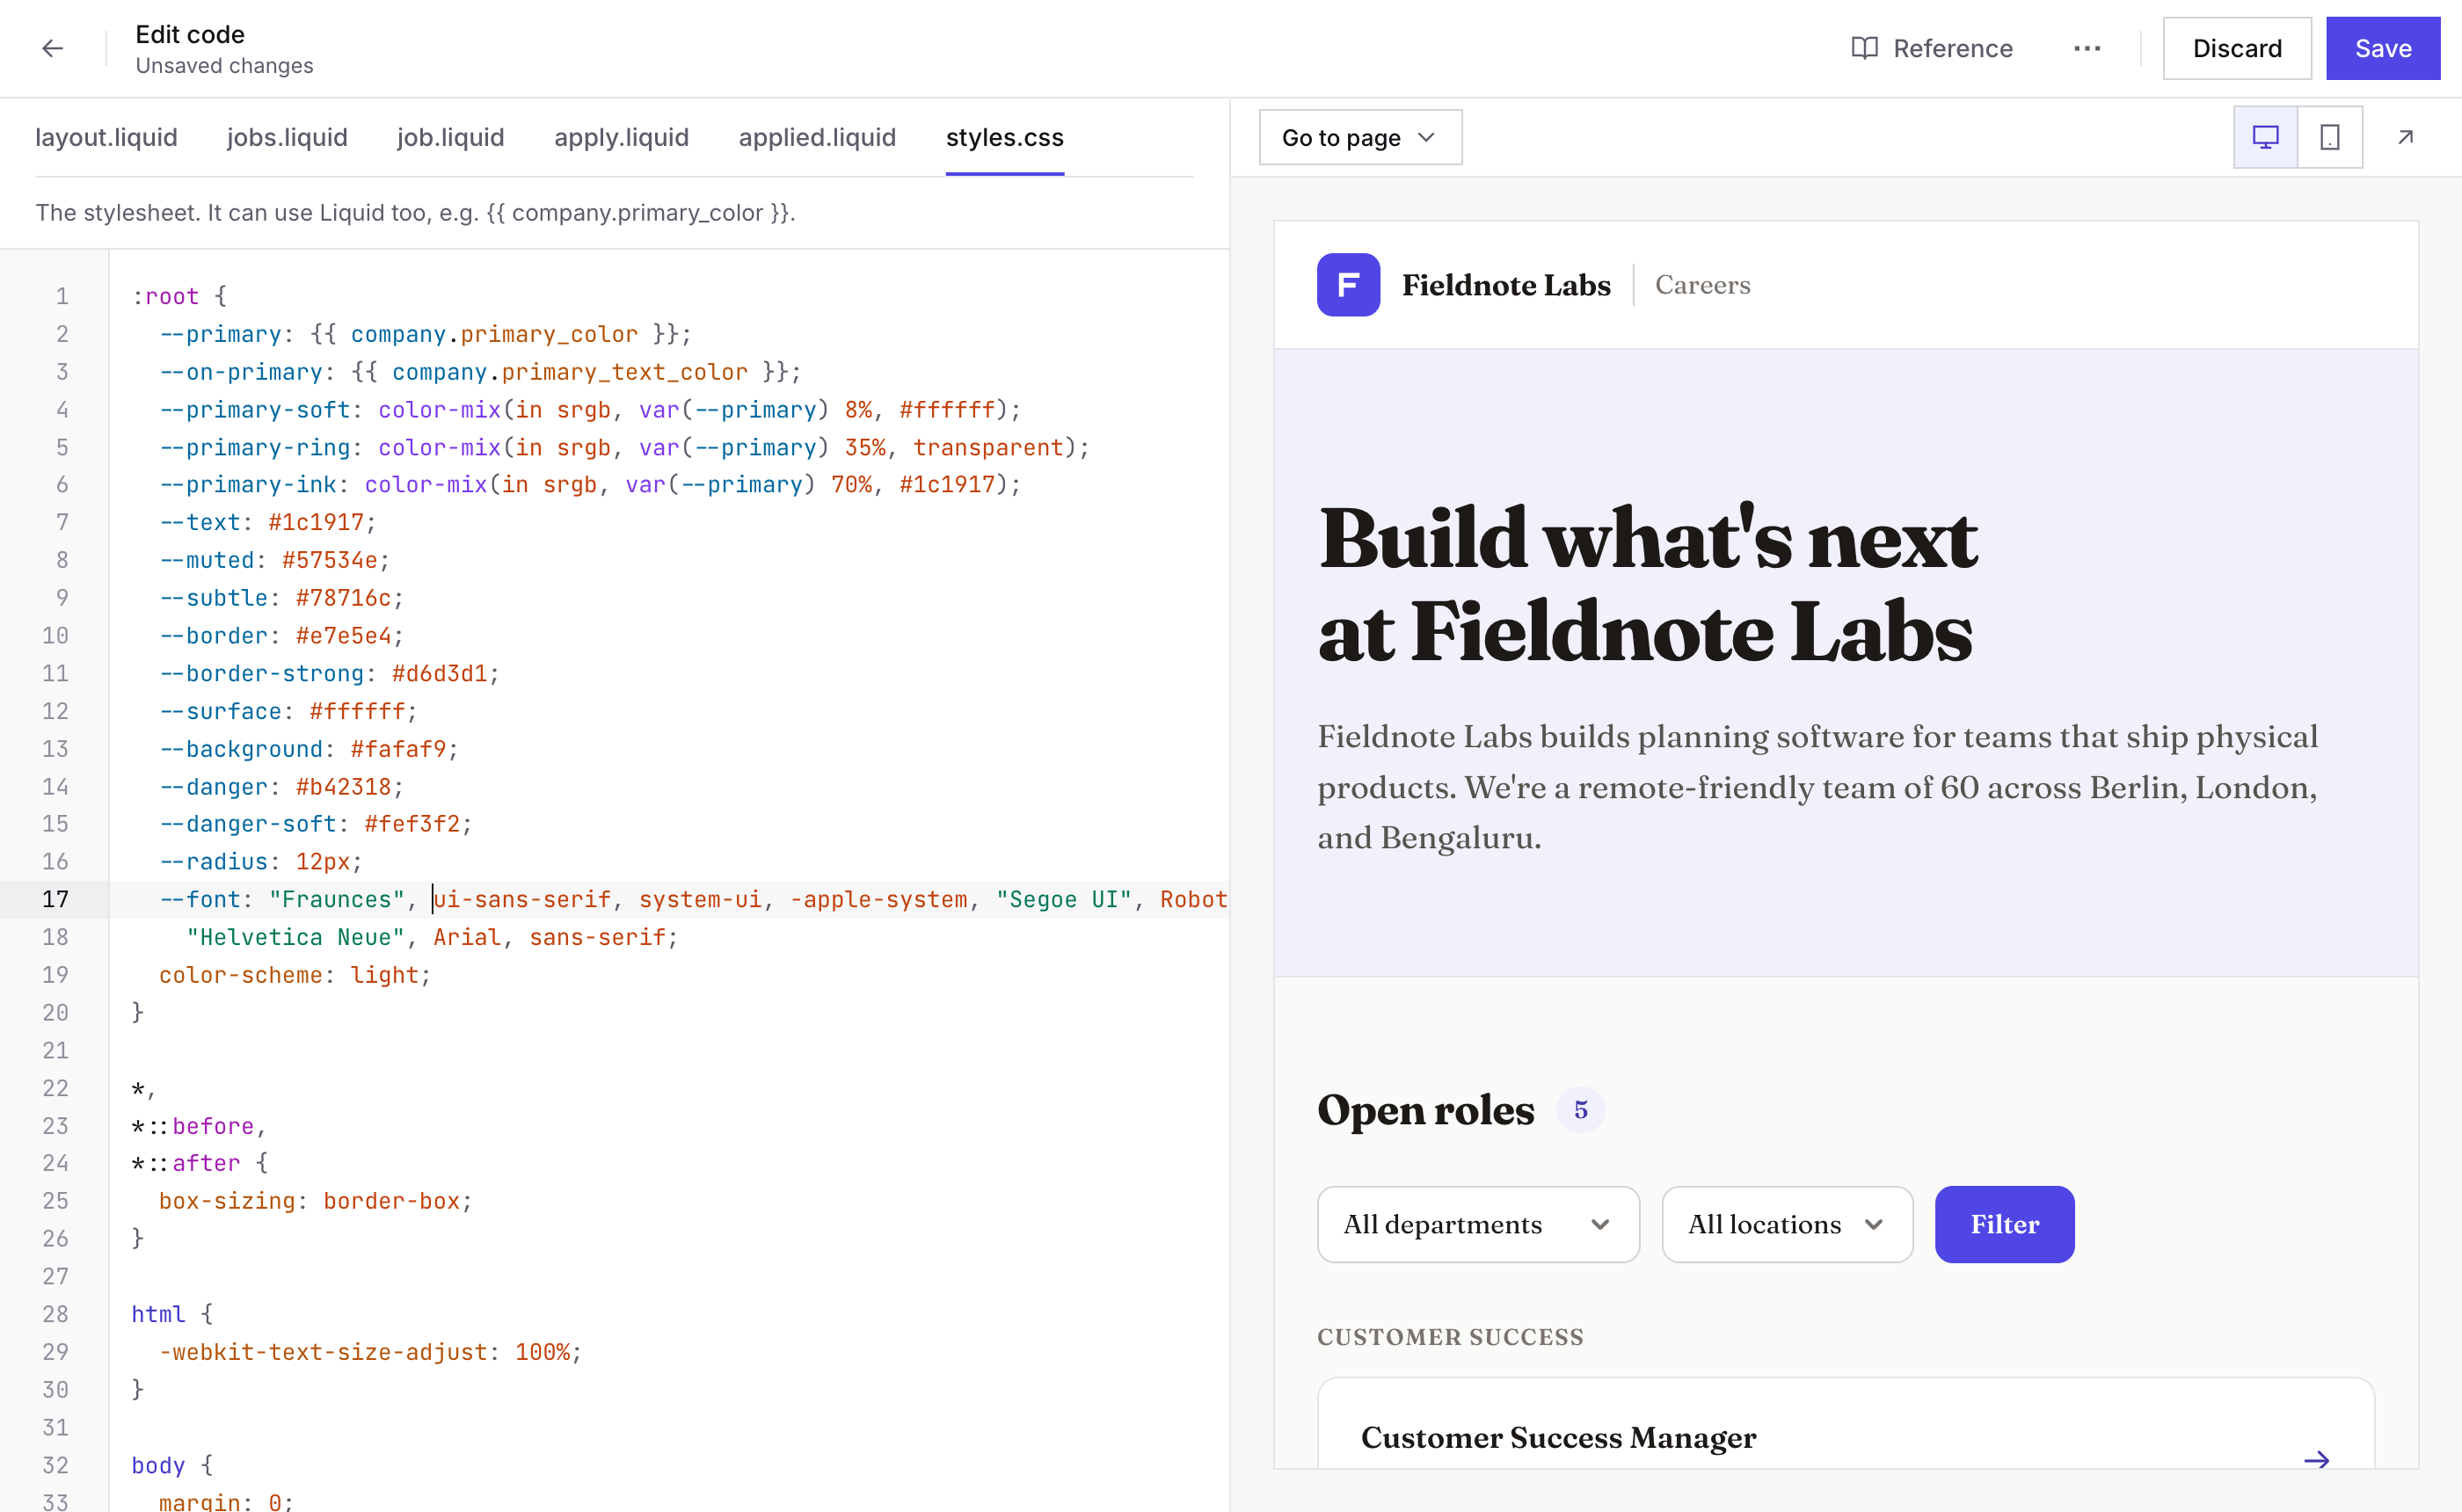 Edit code
Unsaved changes
Reference
Discard
Save
layout.liquid
jobs.liquid
job.liquid
apply.liquid
applied.liquid
styles.css
The stylesheet. It can use Liquid too, e.g. {{ company.primary_color }}.
1 :root {
2 --primary: {{ company.primary_color }};
3 --on-primary: {{ company.primary_text_color }};
4 --primary-soft: color-mix(in srgb, var(--primary) 8%, #ffffff);
5 --primary-ring: color-mix(in srgb, var(--primary) 35%, transparent);
6 --primary-ink: color-mix(in srgb, var(--primary) 70%, #1c1917);
7 --text: #1c1917;
8 --muted: #57534e;
9 --subtle: #78716c;
10 --border: #e7e5e4;
11 --border-strong: #d6d3d1;
12 --surface: #ffffff;
13 --background: #fafaf9;
14 --danger: #b42318;
15 --danger-soft: #fef3f2;
16 --radius: 12px;
17 --font: "Fraunces", ui-sans-serif, system-ui, -apple-system, "Segoe UI", Robot
18 "Helvetica Neue", Arial, sans-serif;
19 color-scheme: light;
20 }
21
22 *,
23 *::before,
24 *::after {
25 box-sizing: border-box;
26 }
27
28 html {
29 -webkit-text-size-adjust: 100%;
30 }
31
32 body {
33 margin: 0;
Go to page
F
Fieldnote Labs
Careers
Build what's next
at Fieldnote Labs
Fieldnote Labs builds planning software for teams that ship physical
products. We're a remote-friendly team of 60 across Berlin, London,
and Bengaluru.
Open roles 5
All departments
All locations
Filter
CUSTOMER SUCCESS
Customer Success Manager